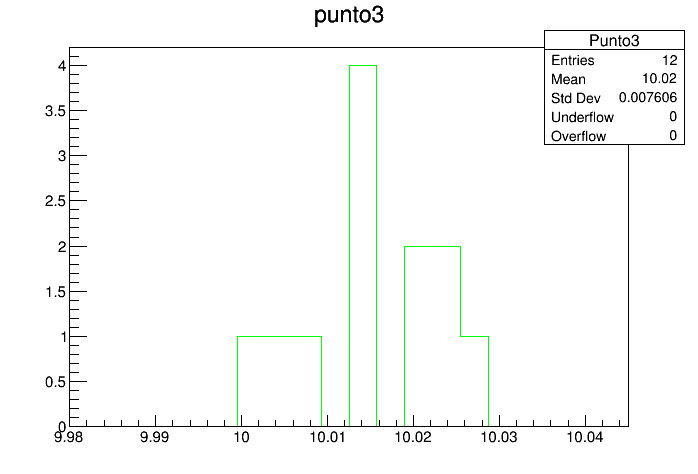 punto3
Punto3
Entries 12
Mean 10.02
Std Dev 0.007606
Underflow 0
Overflow 0
4
3.5
3
2.5
2
1.5
1
0.5
0
9.98 9.99 10 10.01 10.02 10.03 10.04